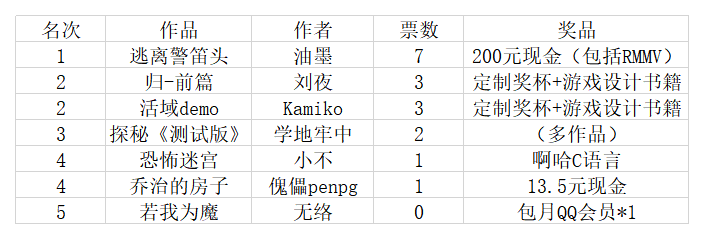 名次 作品 作者 票数 奖品
1 逃离警笛头 油墨 7 200元现金（包括RMMV）
2 归-前篇 刘夜 3 定制奖杯+游戏设计书籍
2 活域demo Kamiko 3 定制奖杯+游戏设计书籍
3 探秘《测试版》 学地牢中 2 （多作品）
4 恐怖迷宫 小不 1 啊哈C语言
4 乔治的房子 傀儡penpg 1 13.5元现金
5 若我为魔 无络 0 包月QQ会员*1